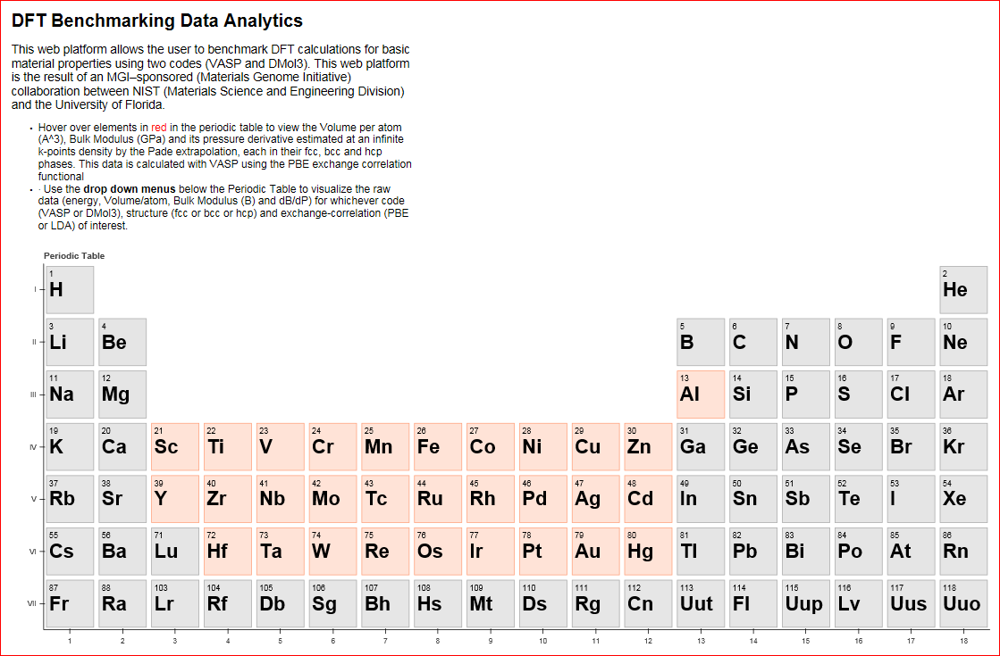 DFT Benchmarking Data Analytics
This web platform allows the user to benchmark DFT calculations for basic
material properties using two codes (VASP and DMol3). This web platform
is the result of an MGI–sponsored (Materials Genome Initiative)
collaboration between NIST (Materials Science and Engineering Division)
and the University of Florida.
• Hover over elements in red in the periodic table to view the Volume per atom
(A^3), Bulk Modulus (GPa) and its pressure derivative estimated at an infinite
k-points density by the Pade extrapolation, each in their fcc, bcc and hcp
phases. This data is calculated with VASP using the PBE exchange correlation
functional
• · Use the drop down menus below the Periodic Table to visualize the raw
data (energy, Volume/atom, Bulk Modulus (B) and dB/dP) for whichever code
(VASP or DMol3), structure (fcc or bcc or hcp) and exchange-correlation (PBE
or LDA) of interest.
Periodic Table
1 2
I H He
3 4 5 6 7 8 9 10
II Li Be B C N O F Ne
11 12 13 14 15 16 17 18
III Na Mg Al Si P S Cl Ar
19 20 21 22 23 24 25 26 27 28 29 30 31 32 33 34 35 36
IV K Ca Sc Ti V Cr Mn Fe Co Ni Cu Zn Ga Ge As Se Br Kr
37 38 39 40 41 42 43 44 45 46 47 48 49 50 51 52 53 54
V Rb Sr Y Zr Nb Mo Tc Ru Rh Pd Ag Cd In Sn Sb Te I Xe
55 56 71 72 73 74 75 76 77 78 79 80 81 82 83 84 85 86
VI Cs Ba Lu Hf Ta W Re Os Ir Pt Au Hg Tl Pb Bi Po At Rn
87 88 103 104 105 106 107 108 109 110 111 112 113 114 115 116 117 118
VII Fr Ra Lr Rf Db Sg Bh Hs Mt Ds Rg Cn Uut Fl Uup Lv Uus Uuo
1 2 3 4 5 6 7 8 9 10 11 12 13 14 15 16 17 18